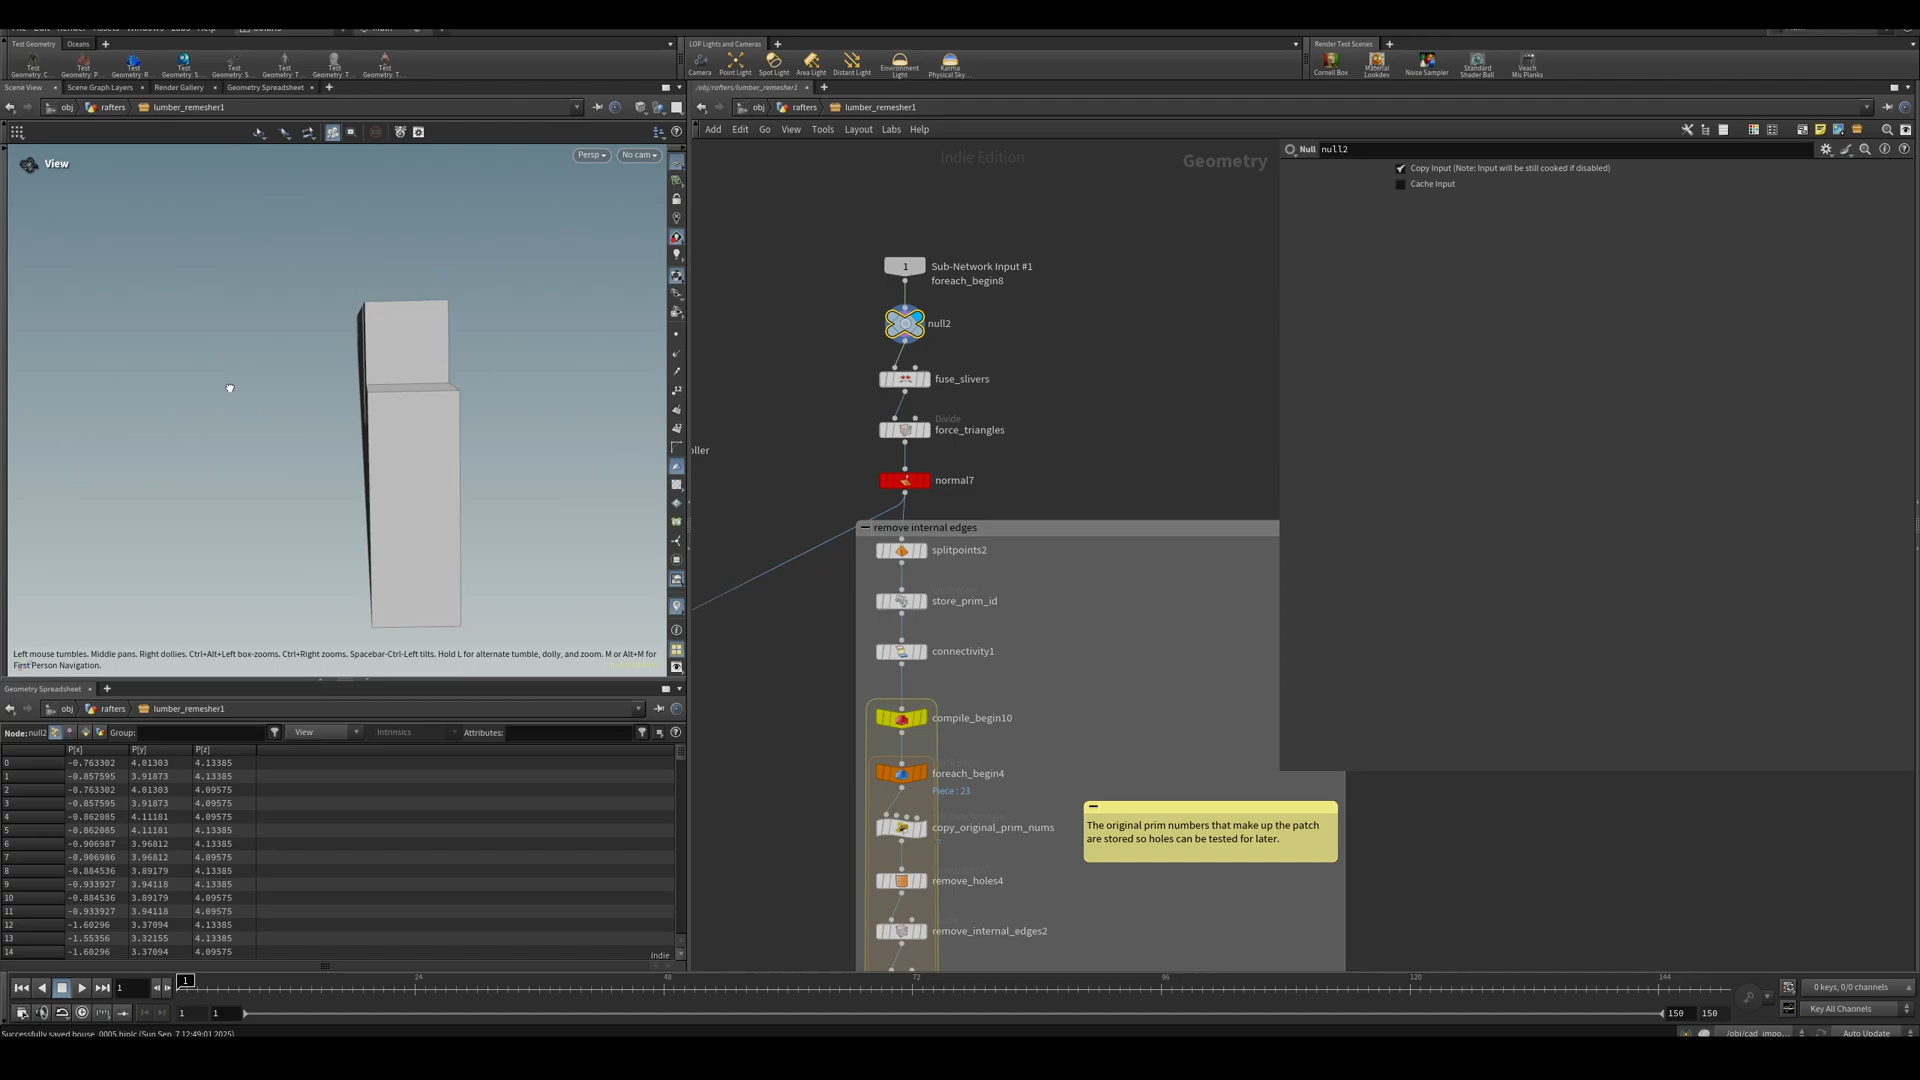 Test Geometry
Oceans
LOP Lights and Cameras
Render Test Scenes
Test
Geometry: C...
Test
Geometry: P...
Test
Geometry: R...
Test
Geometry: S...
Test
Geometry: S...
Test
Geometry: T...
Test
Geometry: T...
Test
Geometry: T...
Camera
Point Light
Spot Light
Area Light
Distant Light
Environment
Light
Karma
Physical Sky...
Cornell Box
Material
Lookdev
Noise Sampler
Standard
Shader Ball
Veach
Mis Planks
Scene View
Scene Graph Layers
Render Gallery
Geometry Spreadsheet
/obj/rafters/lumber_remesher1
obj
rafters
lumber_remesher1
obj
rafters
lumber_remesher1
Add
Edit
Go
View
Tools
Layout
Labs
Help
View
Persp
No cam
Indie Edition
Geometry
Null
null2
Copy Input (Note: Input will be still cooked if disabled)
Cache Input
1
Sub-Network Input #1
foreach_begin8
null2
fuse_slivers
Divide
force_triangles
oller
normal7
remove internal edges
splitpoints2
store_prim_id
connectivity1
compile_begin10
foreach_begin4
Piece : 23
copy_original_prim_nums
remove_holes4
remove_internal_edges2
The original prim numbers that make up the patch
are stored so holes can be tested for later.
Left mouse tumbles. Middle pans. Right dollies. Ctrl+Alt+Left box-zooms. Ctrl+Right zooms. Spacebar-Ctrl-Left tilts. Hold L for alternate tumble, dolly, and zoom. M or Alt+M for
First Person Navigation.
Geometry Spreadsheet
obj
rafters
lumber_remesher1
Node: null2
Group:
View
Intrinsics
Attributes:
P[x] P[y] P[z]
0 -0.763302 4.01303 4.13385
1 -0.857595 3.91873 4.13385
2 -0.763302 4.01303 4.09575
3 -0.857595 3.91873 4.09575
4 -0.862085 4.11181 4.09575
5 -0.862085 4.11181 4.13385
6 -0.906987 3.96812 4.13385
7 -0.906986 3.96812 4.09575
8 -0.884536 3.89179 4.13385
9 -0.933927 3.94118 4.13385
10 -0.884536 3.89179 4.09575
11 -0.933927 3.94118 4.09575
12 -1.60296 3.37094 4.13385
13 -1.55356 3.32155 4.13385
14 -1.60296 3.37094 4.09575
Indie
1
1
24
48
72
96
120
144
0 keys, 0/0 channels
1
1
150
150
Key All Channels
Successfully saved house_0005.hiplc (Sun Sep 7 12:49:01 2025)
/obj/cad_impo...
Auto Update